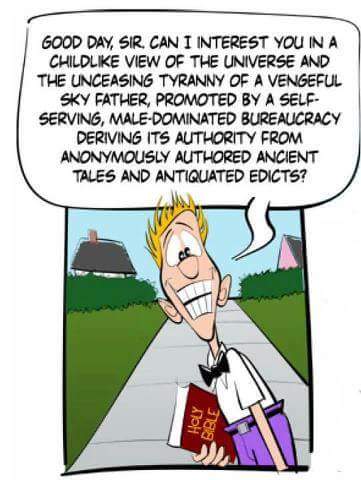 GOOD DAY, SIR. CAN I INTEREST YOU IN A
CHILDLIKE VIEW OF THE UNIVERSE AND
THE UNCEASING TYRANNY OF A VENGEFUL
SKY FATHER, PROMOTED BY A SELF-
SERVING, MALE-DOMINATED BUREAUCRACY
DERIVING ITS AUTHORITY FROM
ANONYMOUSLY AUTHORED ANCIENT
TALES AND ANTIQUATED EDICTS?
HOLY
BIBLE